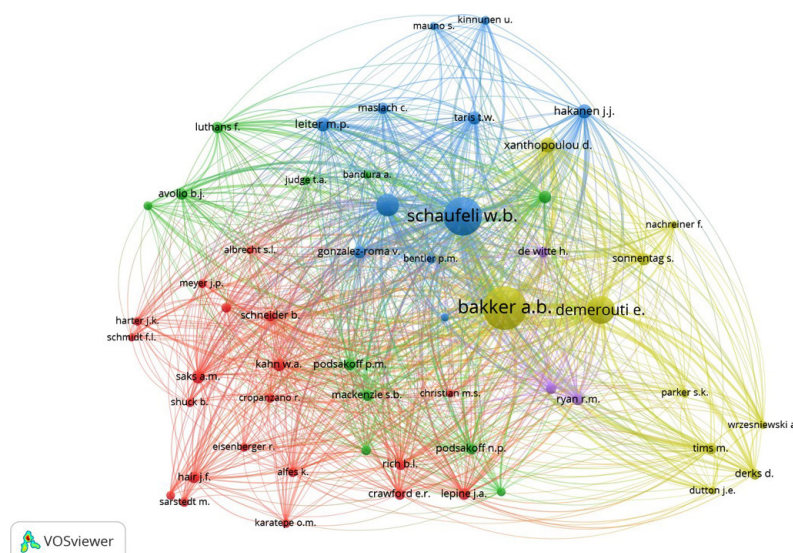 kinnunen u.
mauno s.
maslach c.
hakanen j.j.
taris t.w.
leiter m.p.
luthans f.
xanthopoulou d.
bandura a.
judge t.a.
avolio b.j.
schaufeli w.b.
nachreiner f.
albrecht s.l.
gonzalez-roma v.
de witte h.
bentler p.m.
sonnentag s.
meyer j.p.
bakker a.b.
demerouti e.
schneider b.
harter j.k.
schmidt f.l.
kahn w.a.
podsakoff p.m.
saks a.m.
shuck b.
cropanzano r.
mackenzie s.b.
christian m.s.
ryan r.m.
parker s.k.
wrzesniewski a
eisenberger r.
podsakoff n.p.
tims m.
rich b.l.
alfes k.
hair j.f.
derks d.
dutton j.e.
crawford e.r.
lepine j.a.
sarstedt m.
karatepe o.m.
VOSviewer